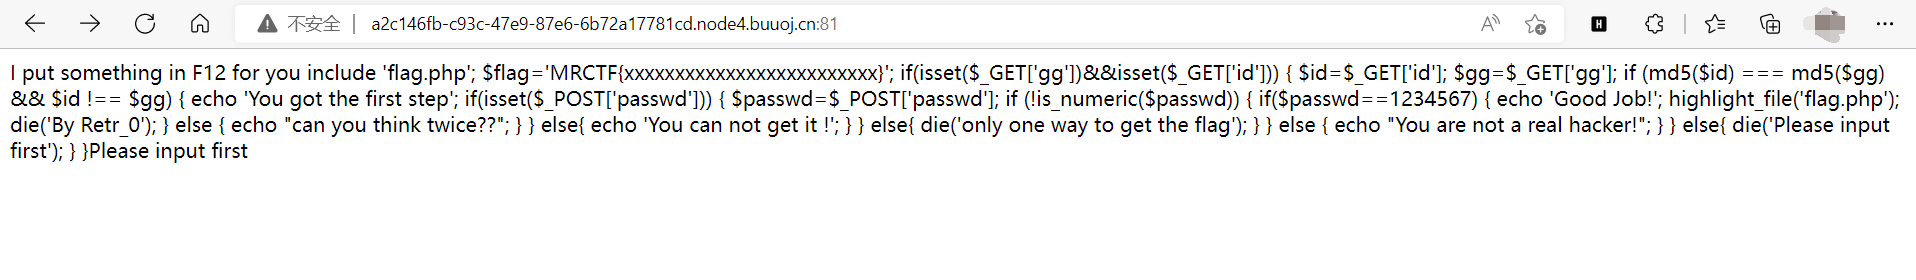 不安全 | a2c146fb-c93c-47e9-87e6-6b72a17781cd.node4.buuoj.cn:81
I put something in F12 for you include 'flag.php'; $flag='MRCTF{xxxxxxxxxxxxxxxxxxxxxxxxx}'; if(isset($_GET['gg'])&&isset($_GET['id'])) { $id=$_GET['id']; $gg=$_GET['gg']; if (md5($id) === md5($gg)
&& $id !== $gg) { echo 'You got the first step'; if(isset($_POST['passwd'])) { $passwd=$_POST['passwd']; if (!is_numeric($passwd)) { if($passwd==1234567) { echo 'Good Job!'; highlight_file('flag.php');
die('By Retr_0'); } else { echo "can you think twice??"; } } else{ echo 'You can not get it !'; } } else{ die('only one way to get the flag'); } } else { echo "You are not a real hacker!"; } } else{ die('Please input
first'); } }Please input first